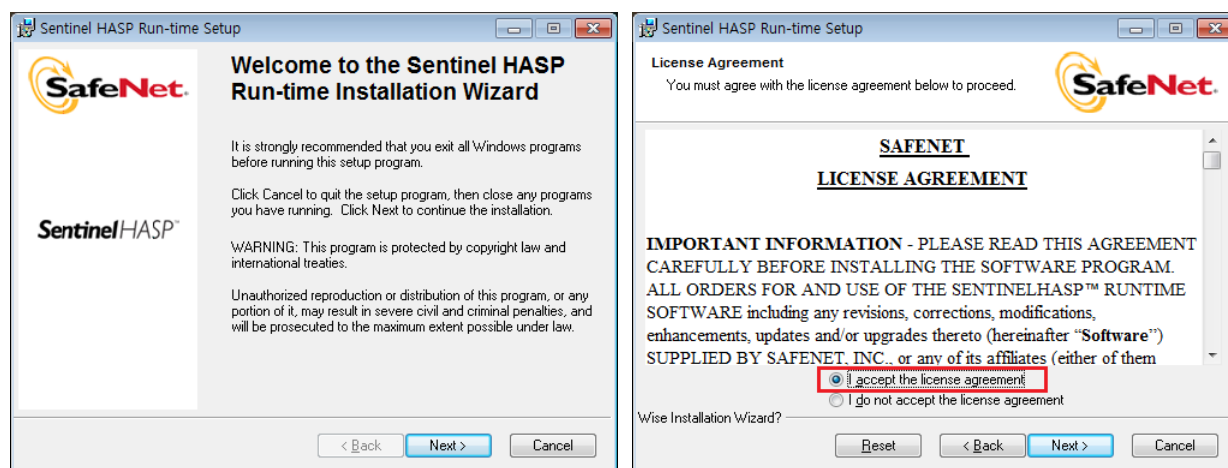 Sentinel HASP Run-time Setup
SafeNet.
Welcome to the Sentinel HASP
Run-time Installation Wizard
It is strongly recommended that you exit all Windows programs
before running this setup program.
Click Cancel to quit the setup program, then close any programs
you have running. Click Next to continue the installation.
SentinelHASP™
WARNING: This program is protected by copyright law and
international treaties.
Unauthorized reproduction or distribution of this program, or any
portion of it, may result in severe civil and criminal penalties, and
will be prosecuted to the maximum extent possible under law.
< Back
Next >
Cancel
Sentinel HASP Run-time Setup
License Agreement
You must agree with the license agreement below to proceed.
SafeNet.
SAFENET
LICENSE AGREEMENT
IMPORTANT INFORMATION - PLEASE READ THIS AGREEMENT
CAREFULLY BEFORE INSTALLING THE SOFTWARE PROGRAM.
ALL ORDERS FOR AND USE OF THE SENTINELHASP™ RUNTIME
SOFTWARE including any revisions, corrections, modifications,
enhancements, updates and/or upgrades thereto (hereinafter “Software”)
SUPPLIED BY SAFENET, INC., or any of its affiliates (either of them
I accept the license agreement
I do not accept the license agreement
Wise Installation Wizard?
Reset
< Back
Next >
Cancel